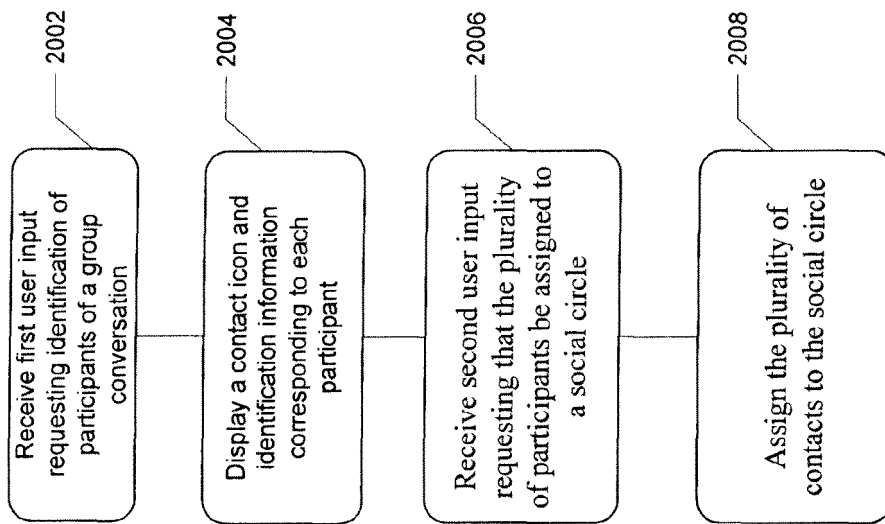 Receive first user input
requesting identification of
participants of a group
conversation
2002
Display a contact icon and
identification information
corresponding to each
participant
2004
Receive second user input
requesting that the plurality
of participants be assigned to
a social circle
2006
Assign the plurality of
contacts to the social circle
2008